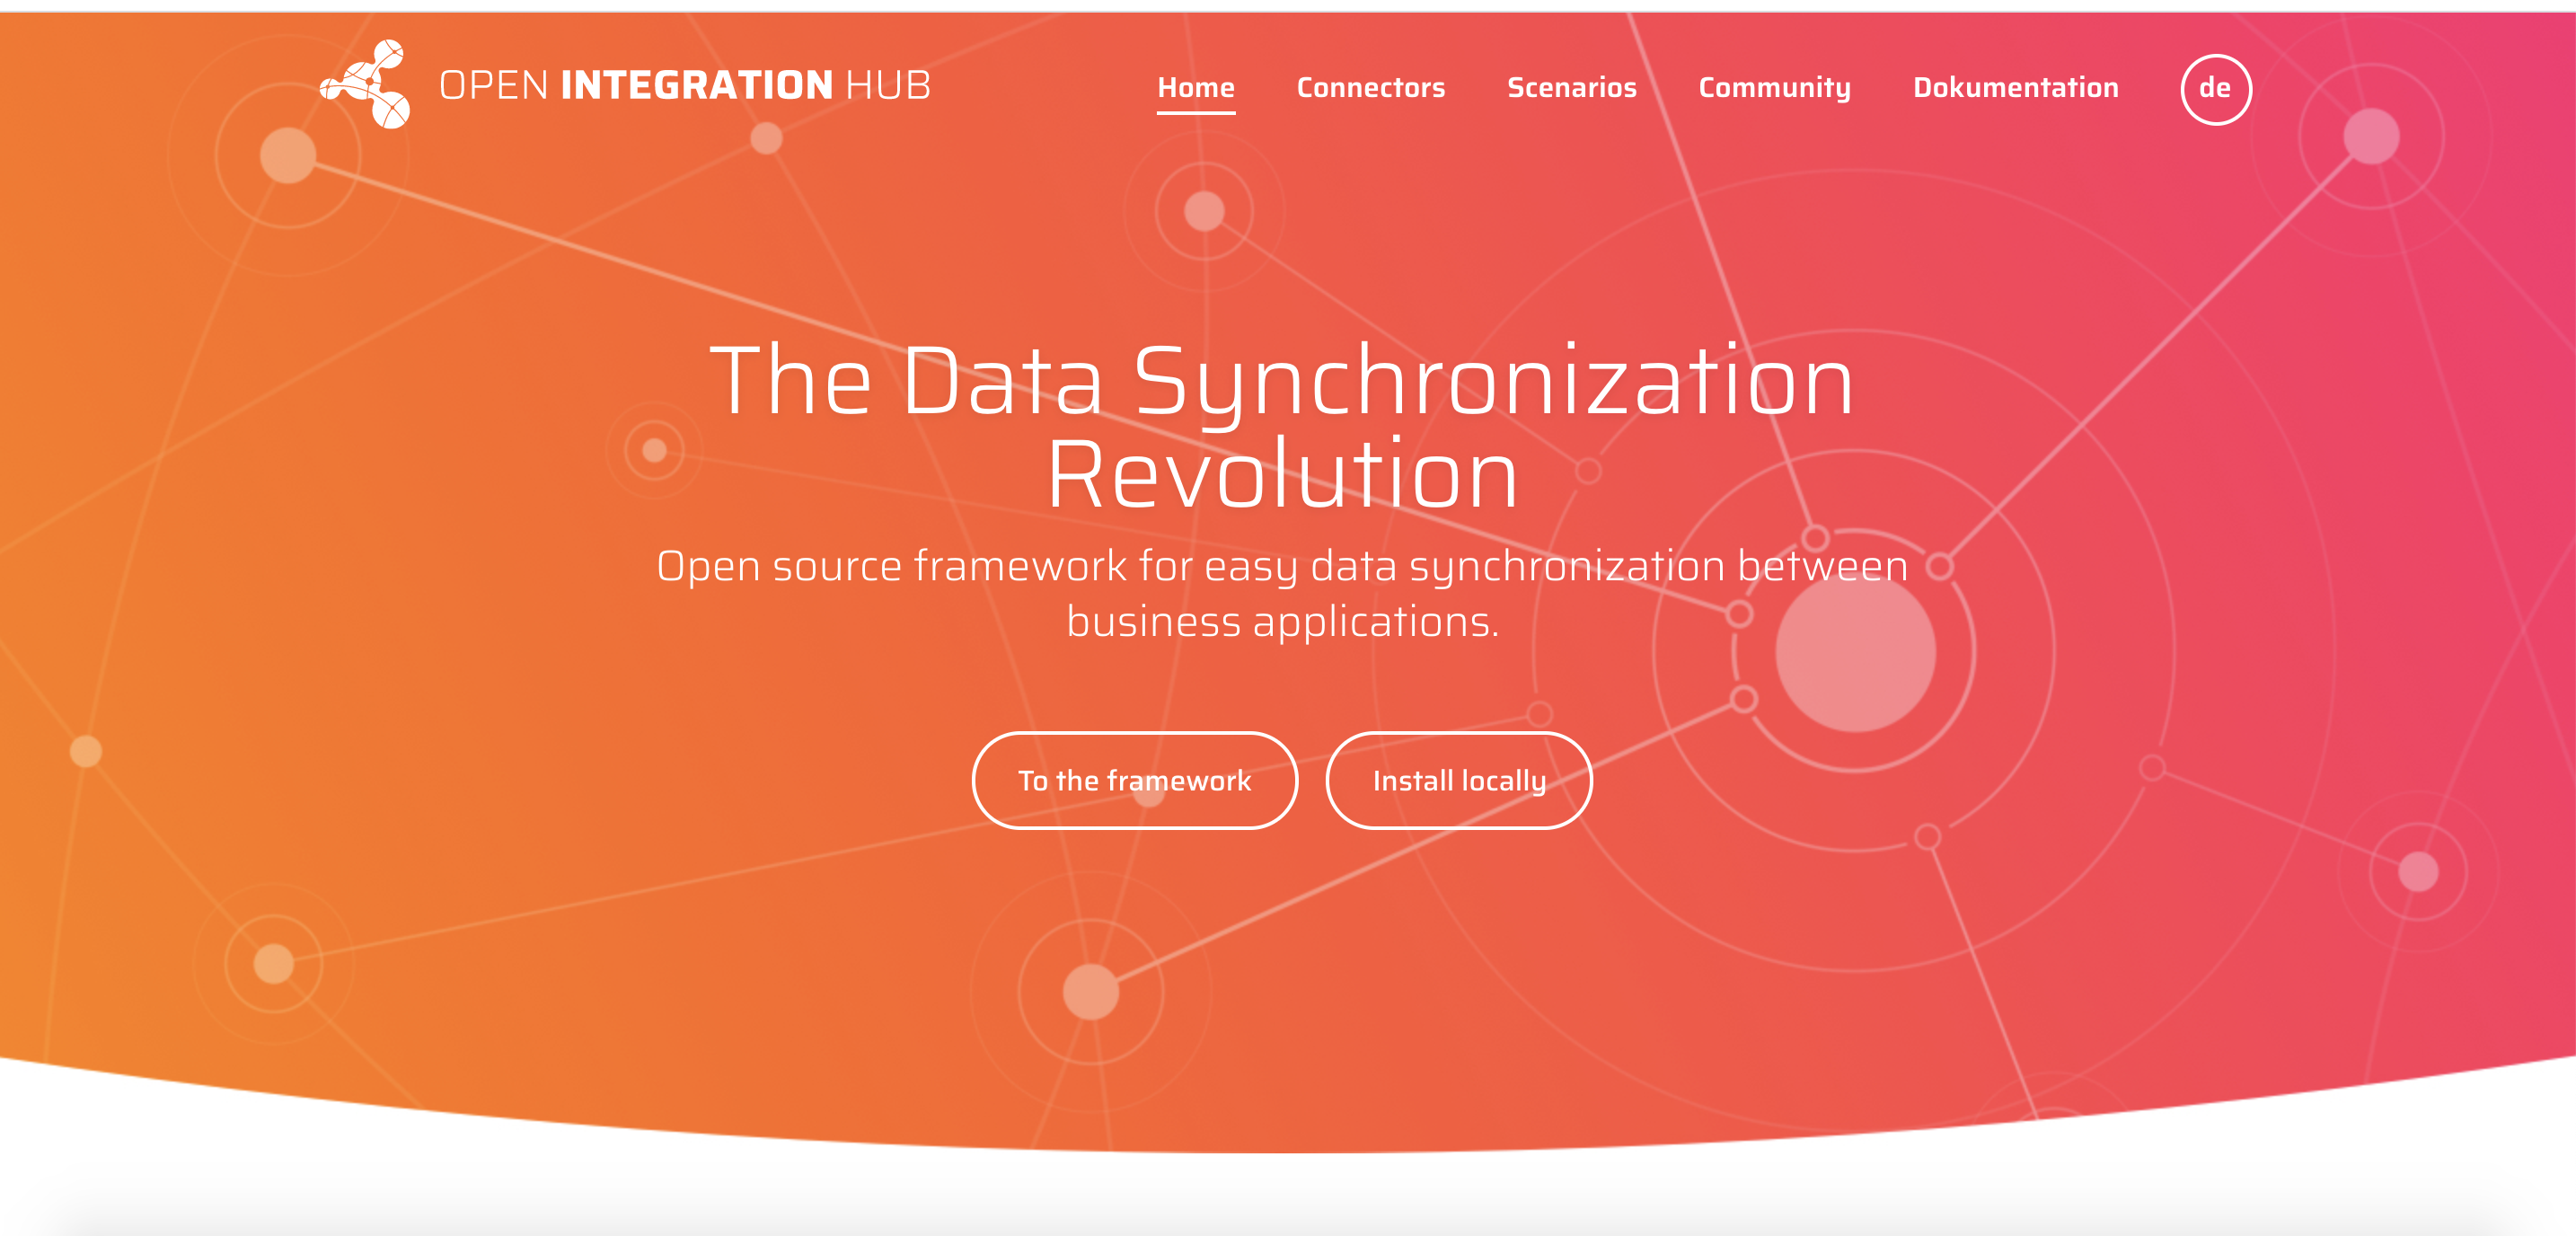 OPEN INTEGRATION HUB
Home
Connectors
Scenarios
Community
Dokumentation
de
The Data Synchronization
Revolution
Open source framework for easy data synchronization between
business applications.
To the framework
Install locally